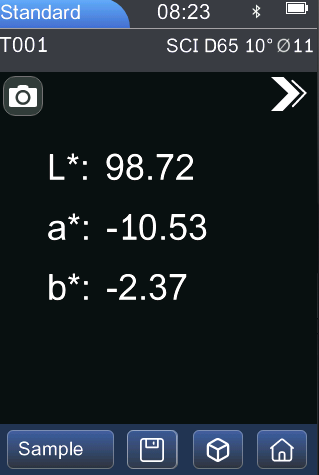 Standard 08:23
T001 SCI D65 10° Ø11
L*: 98.72
a*: -10.53
b*: -2.37
Sample